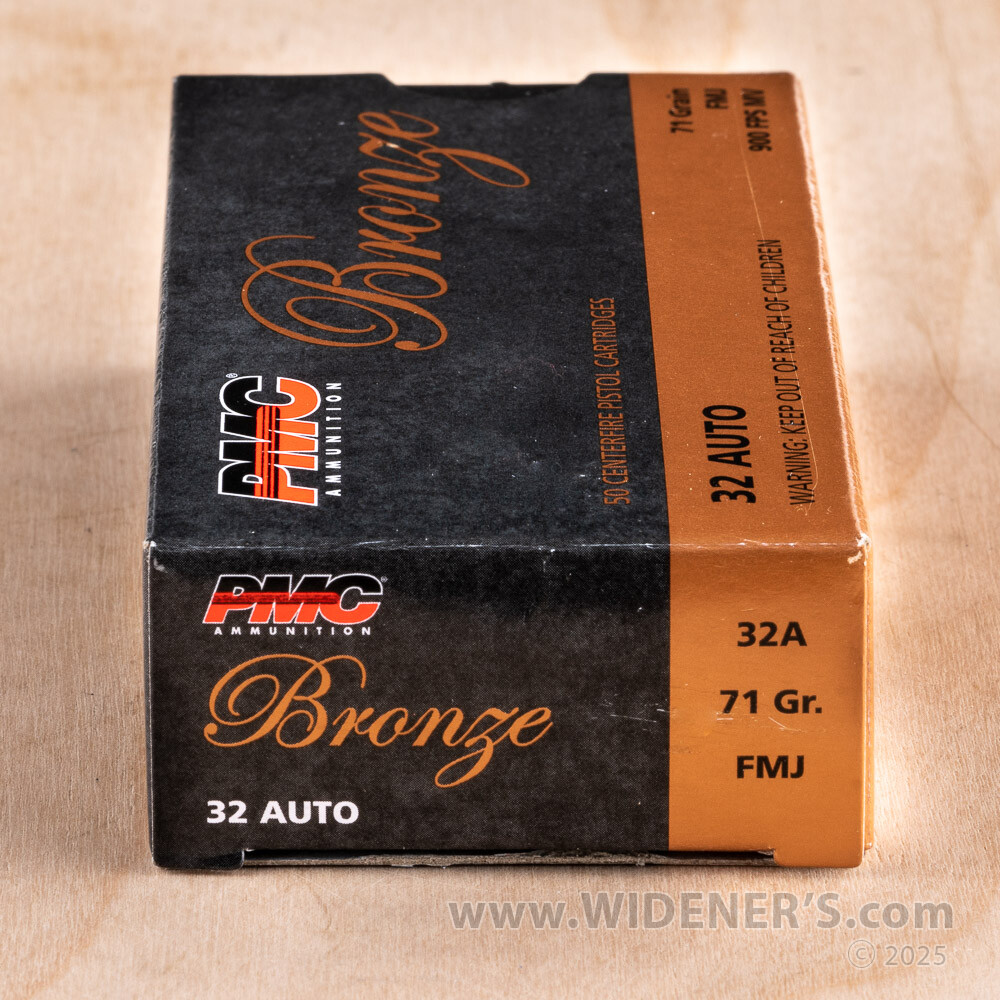 Bronze
PMC®
AMMUNITION
50 CENTERFIRE PISTOL CARTRIDGES
71 Grain
FMJ
900 FPS MV
32 AUTO
WARNING: KEEP OUT OF REACH OF CHILDREN
PMC®
AMMUNITION
Bronze
32 AUTO
32A
71 Gr.
FMJ
www.WIDENER'S.com
© 2025